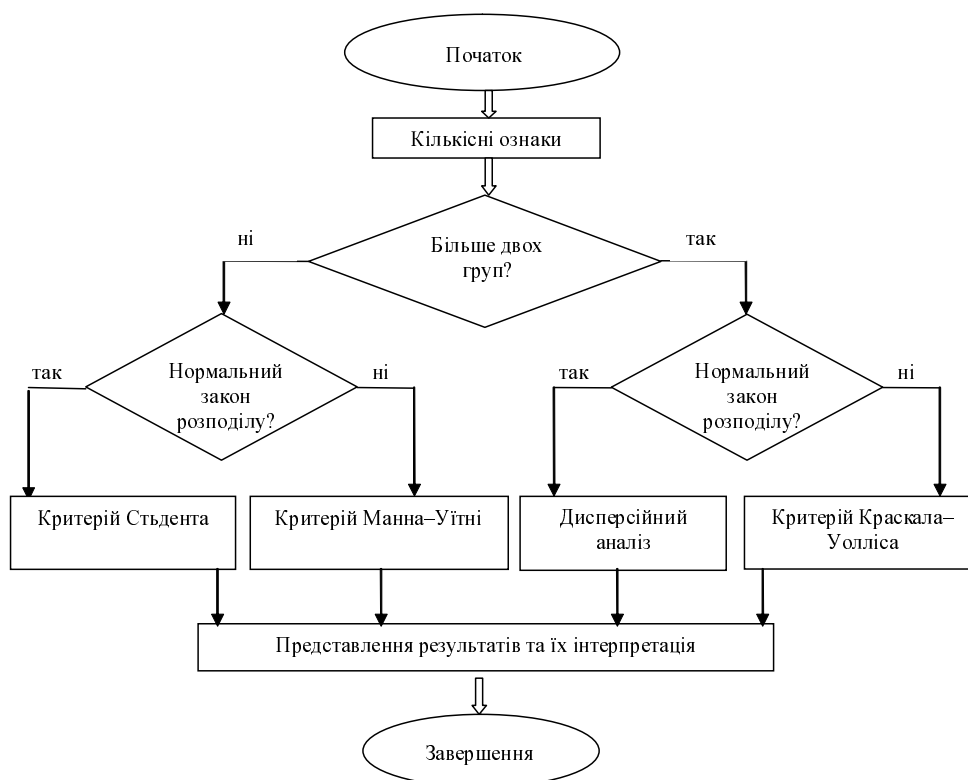 Початок
Кількісні ознаки
ні
Більше двох
груп?
так
так
Нормальний
закон
розподілу?
ні
так
Нормальний
закон
розподілу?
ні
Критерій Стьдента
Критерій Манна–Уїтні
Дисперсійний
аналіз
Критерій Краскала–
Уолліса
Представлення результатів та їх інтерпретація
Завершення